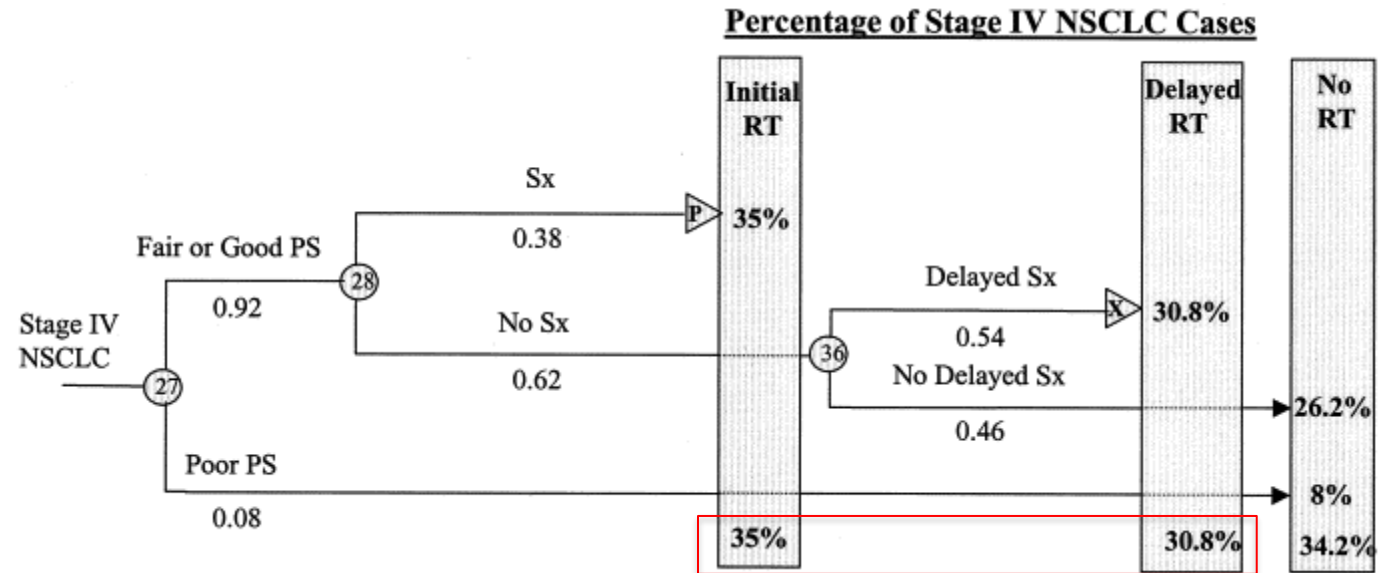 Percentage of Stage IV NSCLC Cases
Initial
RT
Delayed
RT
No
RT
Sx
P
35%
0.38
Fair or Good PS
28
0.92
Delayed Sx
X
30.8%
0.54
Stage IV
NSCLC
No Sx
36
0.62
No Delayed Sx
26.2%
0.46
27
Poor PS
8%
0.08
35%
30.8%
34.2%